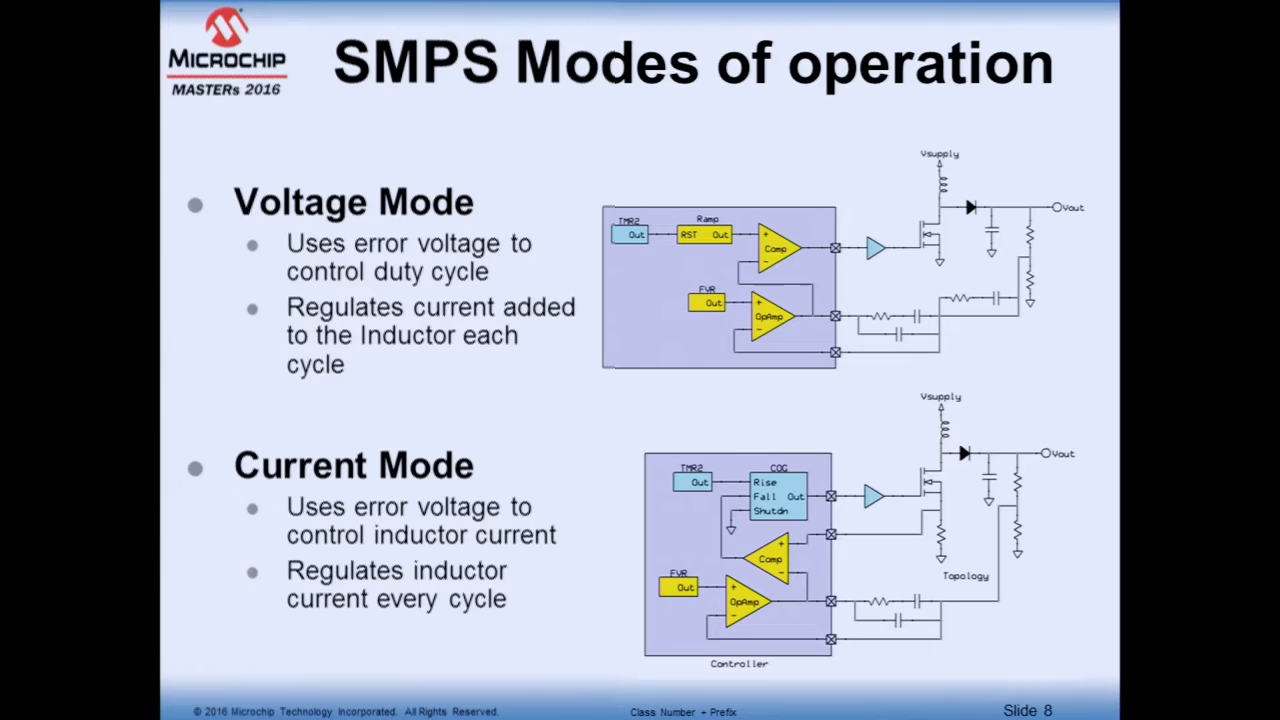 MICROCHIP
MASTERs 2016
SMPS Modes of operation
Voltage Mode
Uses error voltage to
control duty cycle
Regulates current added
to the Inductor each
cycle
Vsupply
Vout
TMR2
Out
Ramp
RST Out
+
Comp
-
FVR
Out
+
OpAmp
-
Current Mode
Uses error voltage to
control inductor current
Regulates inductor
current every cycle
Vsupply
Vout
TMR2
Out
COG
Rise
Fall Out
Shutdn
+
Comp
-
FVR
Out
+
OpAmp
-
Topology
Controller
© 2016 Microchip Technology Incorporated. All Rights Reserved.
Class Number + Prefix
Slide 8